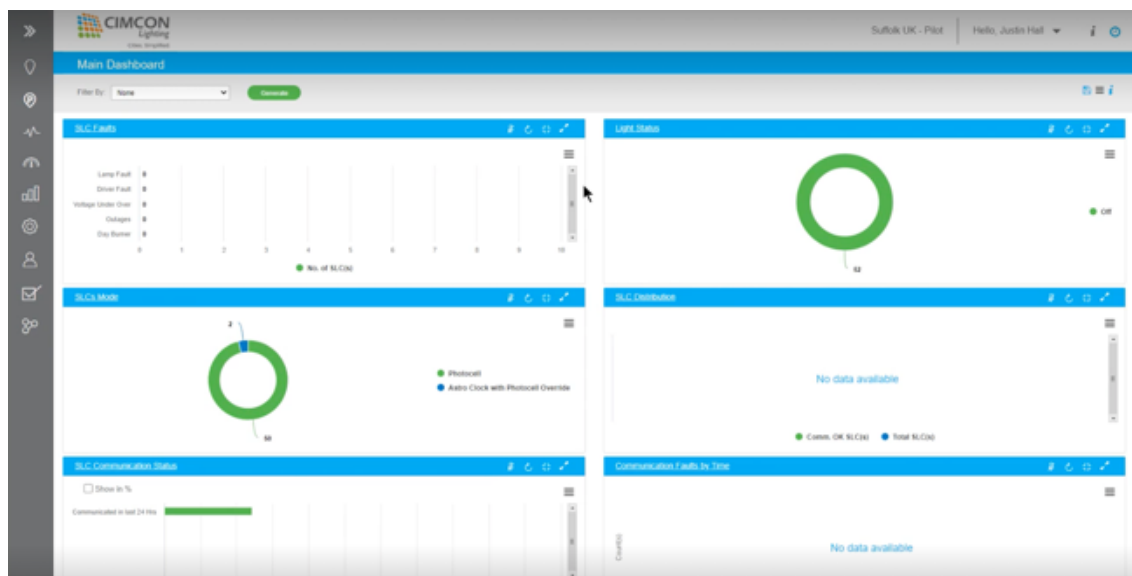 CIMCON
Lighting
Cities Simplified
Suffolk UK - Pilot
Hello, Justin Hall
Main Dashboard
Filter By: None
Generate
SLC Faults
Lamp Fault 0
Driver Fault 0
Voltage Under Over 0
Outages 0
Day Burner 0
0 1 2 3 4 5 6 7 8 9 10
No. of SLC(s)
Light Status
Off
52
SLCs Mode
2
Photocell
Astro Clock with Photocell Override
50
SLC Distribution
No data available
Comm. OK SLC(s) Total SLC(s)
SLC Communication Status
Show in %
Communicated in last 24 Hrs
Communication Faults by Time
Count(s)
No data available